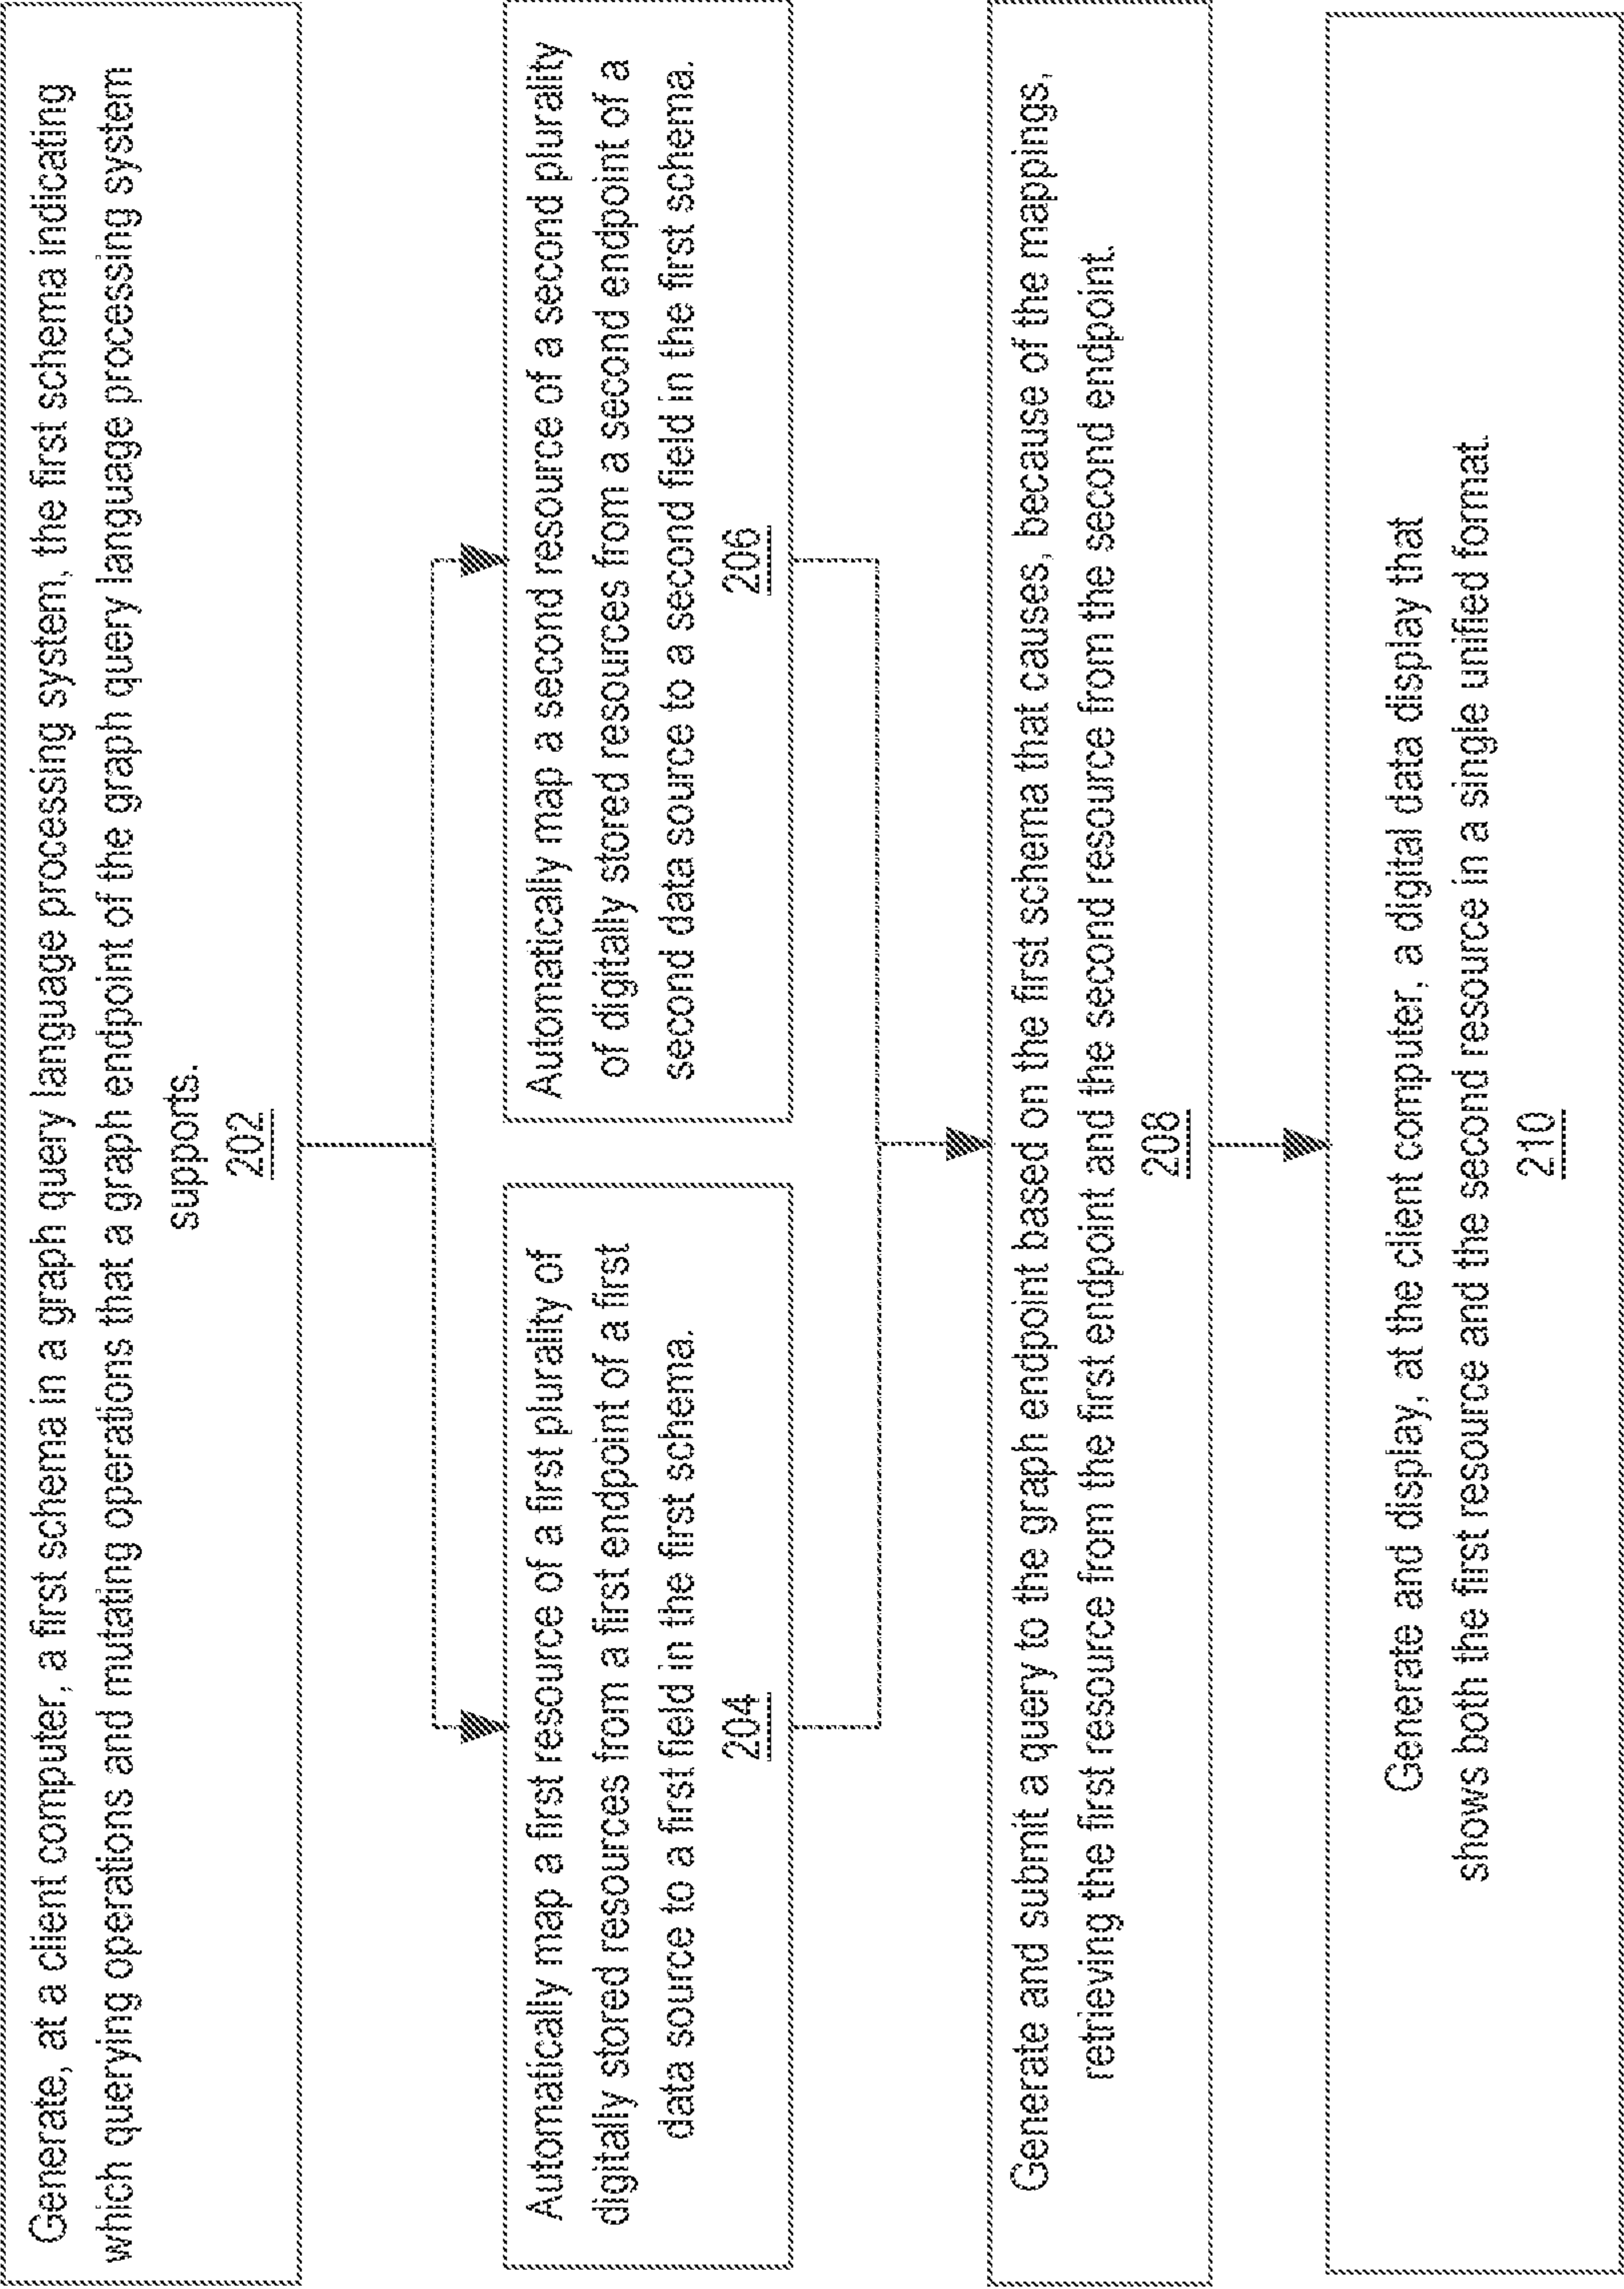 Generate, at a client computer, a first schema in a graph query language processing system, the first schema indicating
which querying operations and mutating operations that a graph endpoint of the graph query language processing system
supports.
202
Automatically map a first resource of a first plurality of
digitally stored resources from a first endpoint of a first
data source to a first field in the first schema.
204
Automatically map a second resource of a second plurality
of digitally stored resources from a second endpoint of a
second data source to a second field in the first schema.
206
Generate and submit a query to the graph endpoint based on the first schema that causes, because of the mappings,
retrieving the first resource from the first endpoint and the second resource from the second endpoint.
208
Generate and display, at the client computer, a digital data display that
shows both the first resource and the second resource in a single unified format.
210